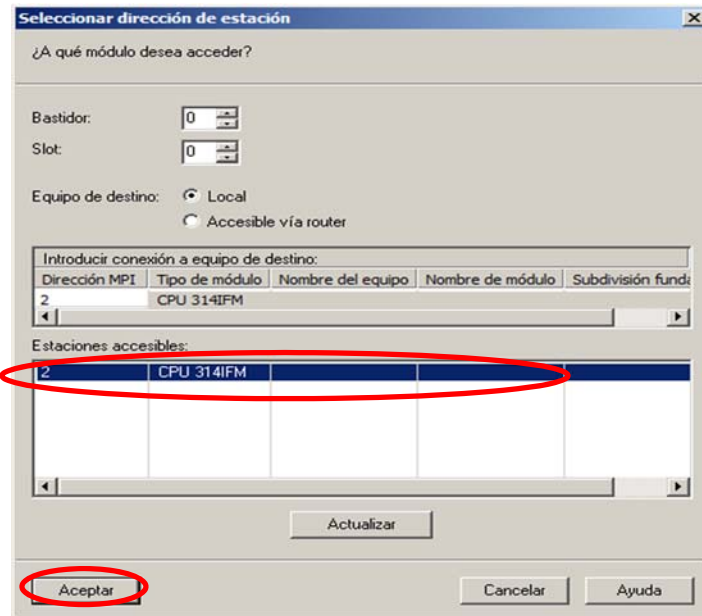 Seleccionar dirección de estación
¿A qué módulo desea acceder?
Bastidor: 0
Slot: 0
Equipo de destino: Local
Accesible vía router
Introducir conexión a equipo de destino:
Dirección MPI Tipo de módulo Nombre del equipo Nombre de módulo Subdivisión funda
2 CPU 314IFM
Estaciones accesibles:
2 CPU 314IFM
Actualizar
Aceptar Cancelar Ayuda